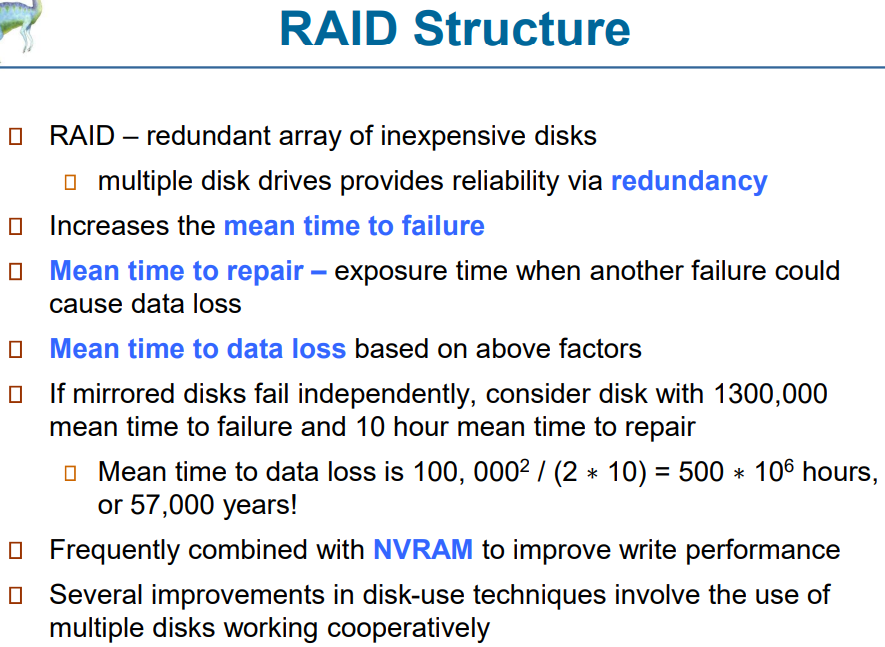 RAID Structure
RAID – redundant array of inexpensive disks
multiple disk drives provides reliability via redundancy
Increases the mean time to failure
Mean time to repair – exposure time when another failure could
cause data loss
Mean time to data loss based on above factors
If mirrored disks fail independently, consider disk with 1300,000
mean time to failure and 10 hour mean time to repair
Mean time to data loss is 100, 000² / (2 ∗ 10) = 500 ∗ 10⁶ hours,
or 57,000 years!
Frequently combined with NVRAM to improve write performance
Several improvements in disk-use techniques involve the use of
multiple disks working cooperatively